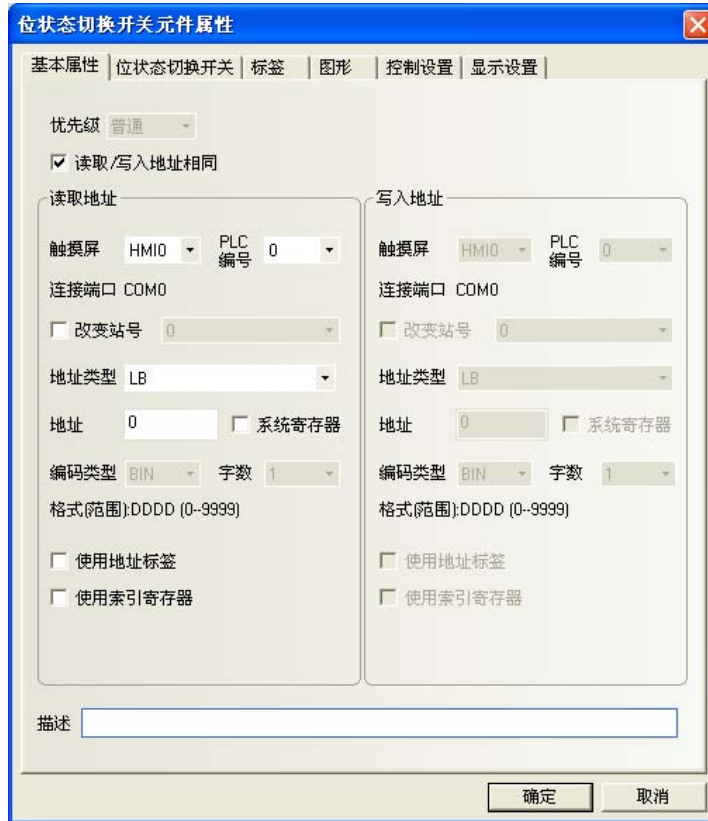 位状态切换开关元件属性
基本属性 位状态切换开关 标签 图形 控制设置 显示设置
优先级 普通
读取/写入地址相同
读取地址
触摸屏 HMI0 PLC编号 0
连接端口 COM0
改变站号 0
地址类型 LB
地址 0 系统寄存器
编码类型 BIN 字数 1
格式(范围):DDDD (0--9999)
使用地址标签
使用索引寄存器
写入地址
触摸屏 HMI0 PLC编号 0
连接端口 COM0
改变站号 0
地址类型 LB
地址 0 系统寄存器
编码类型 BIN 字数 1
格式(范围):DDDD (0--9999)
使用地址标签
使用索引寄存器
描述
确定 取消